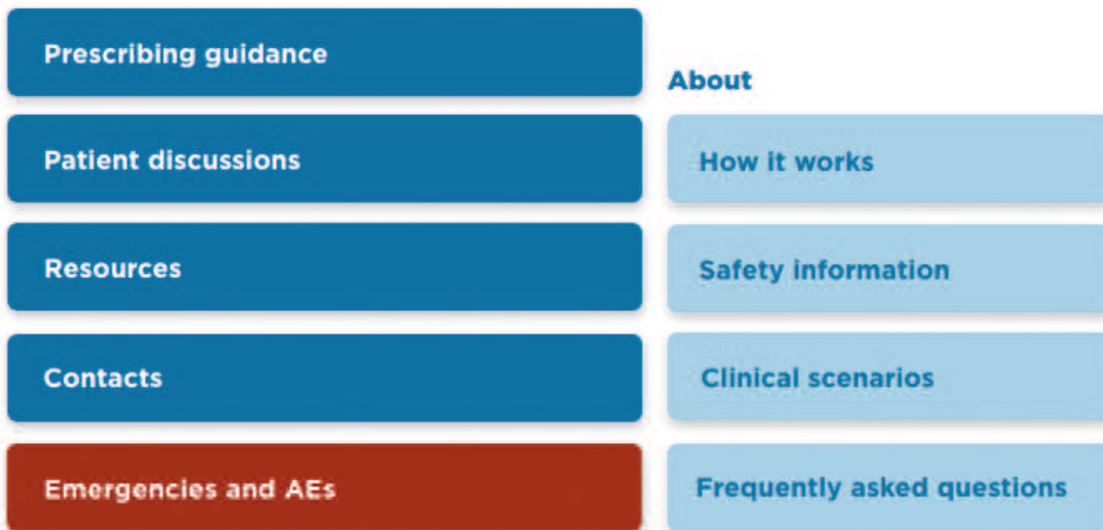 Prescribing guidance
Patient discussions
Resources
Contacts
Emergencies and AEs
About
How it works
Safety information
Clinical scenarios
Frequently asked questions